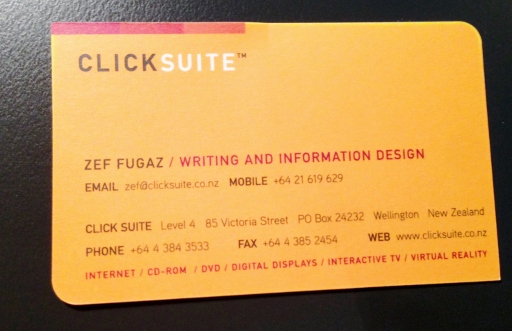 CLICKSUITE™
ZEF FUGAZ / WRITING AND INFORMATION DESIGN
EMAIL zef@clicksuite.co.nz MOBILE +64 21 619 629
CLICK SUITE Level 4 85 Victoria Street PO Box 24232 Wellington New Zealand
PHONE +64 4 384 3533 FAX +64 4 385 2454 WEB www.clicksuite.co.nz
INTERNET / CD-ROM / DVD / DIGITAL DISPLAYS / INTERACTIVE TV / VIRTUAL REALITY